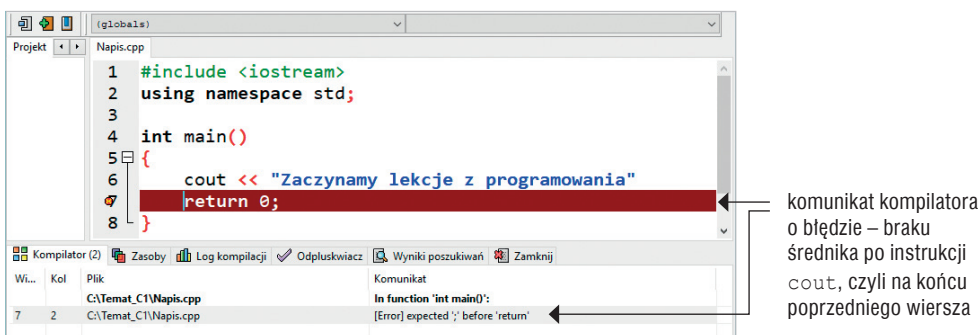 (globals)
Projekt
Napis.cpp
1 #include <iostream>
2 using namespace std;
3
4 int main()
5 {
6 cout << "Zaczynamy lekcje z programowania"
7 return 0;
8 }
komunikat kompilatora
o błędzie – braku
średnika po instrukcji
cout, czyli na końcu
poprzedniego wiersza
Kompilator (2) Zasoby Log kompilacji Odpluskwiacz Wyniki poszukiwań Zamknij
Wi... Kol Plik Komunikat
C:\Temat_C1\Napis.cpp In function 'int main()':
7 2 C:\Temat_C1\Napis.cpp [Error] expected ';' before 'return'